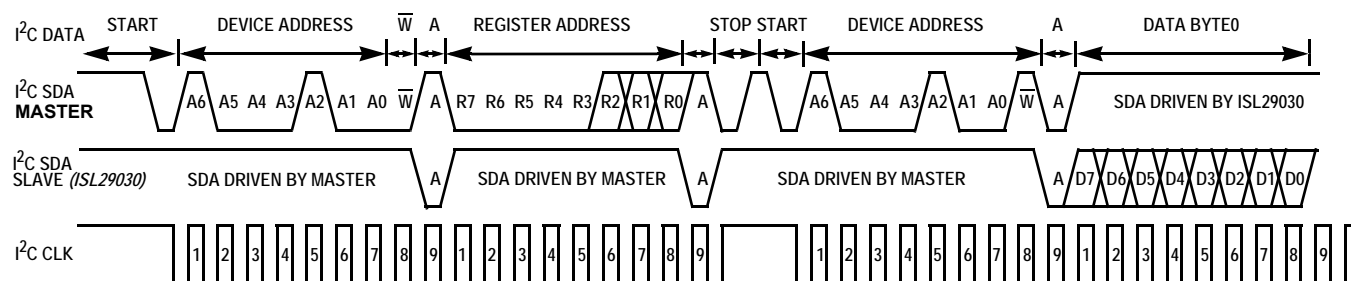 I2C DATA START DEVICE ADDRESS W̅ A REGISTER ADDRESS STOP START DEVICE ADDRESS A DATA BYTE0
I2C SDA MASTER A6 A5 A4 A3 A2 A1 A0 W̅ A R7 R6 R5 R4 R3 R2 R1 R0 A A6 A5 A4 A3 A2 A1 A0 W̅ A SDA DRIVEN BY ISL29030
I2C SDA SLAVE (ISL29030) SDA DRIVEN BY MASTER A SDA DRIVEN BY MASTER A SDA DRIVEN BY MASTER A D7 D6 D5 D4 D3 D2 D1 D0
I2C CLK 1 2 3 4 5 6 7 8 9 1 2 3 4 5 6 7 8 9 1 2 3 4 5 6 7 8 9 1 2 3 4 5 6 7 8 9